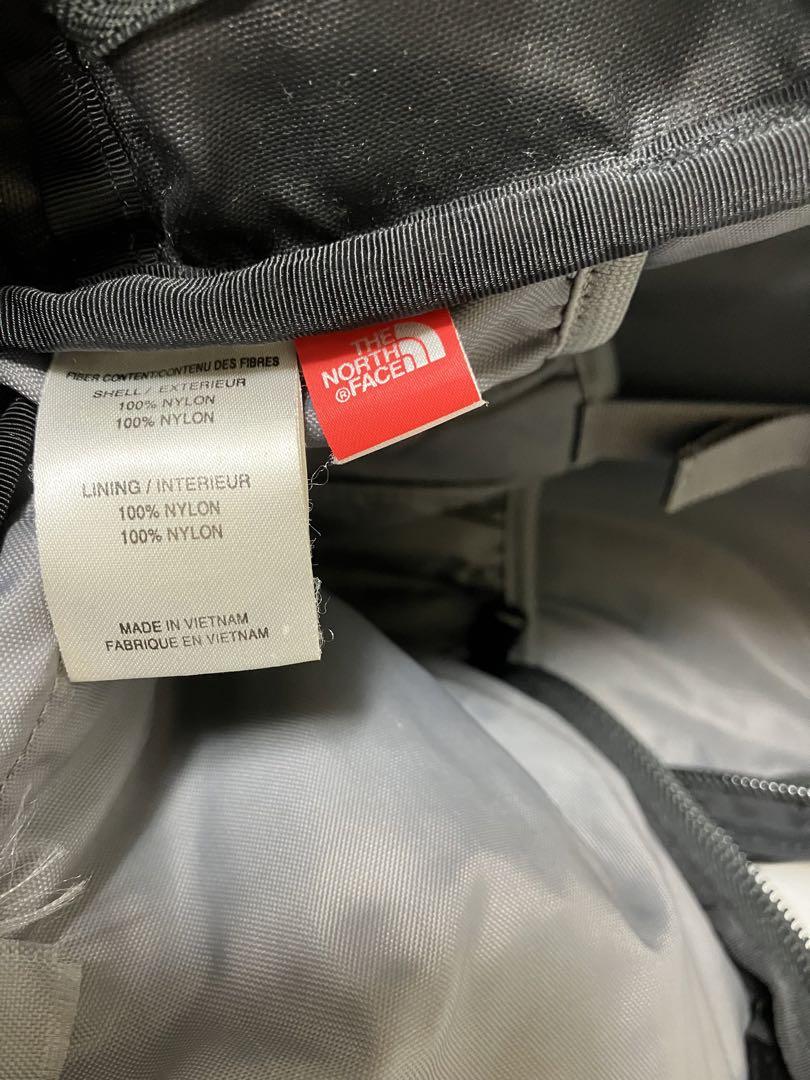 FIBER CONTENT/CONTENU DES FIBRES
SHELL / EXTERIEUR
100% NYLON
100% NYLON
LINING / INTERIEUR
100% NYLON
100% NYLON
MADE IN VIETNAM
FABRIQUE EN VIETNAM
THE
NORTH
®FACE